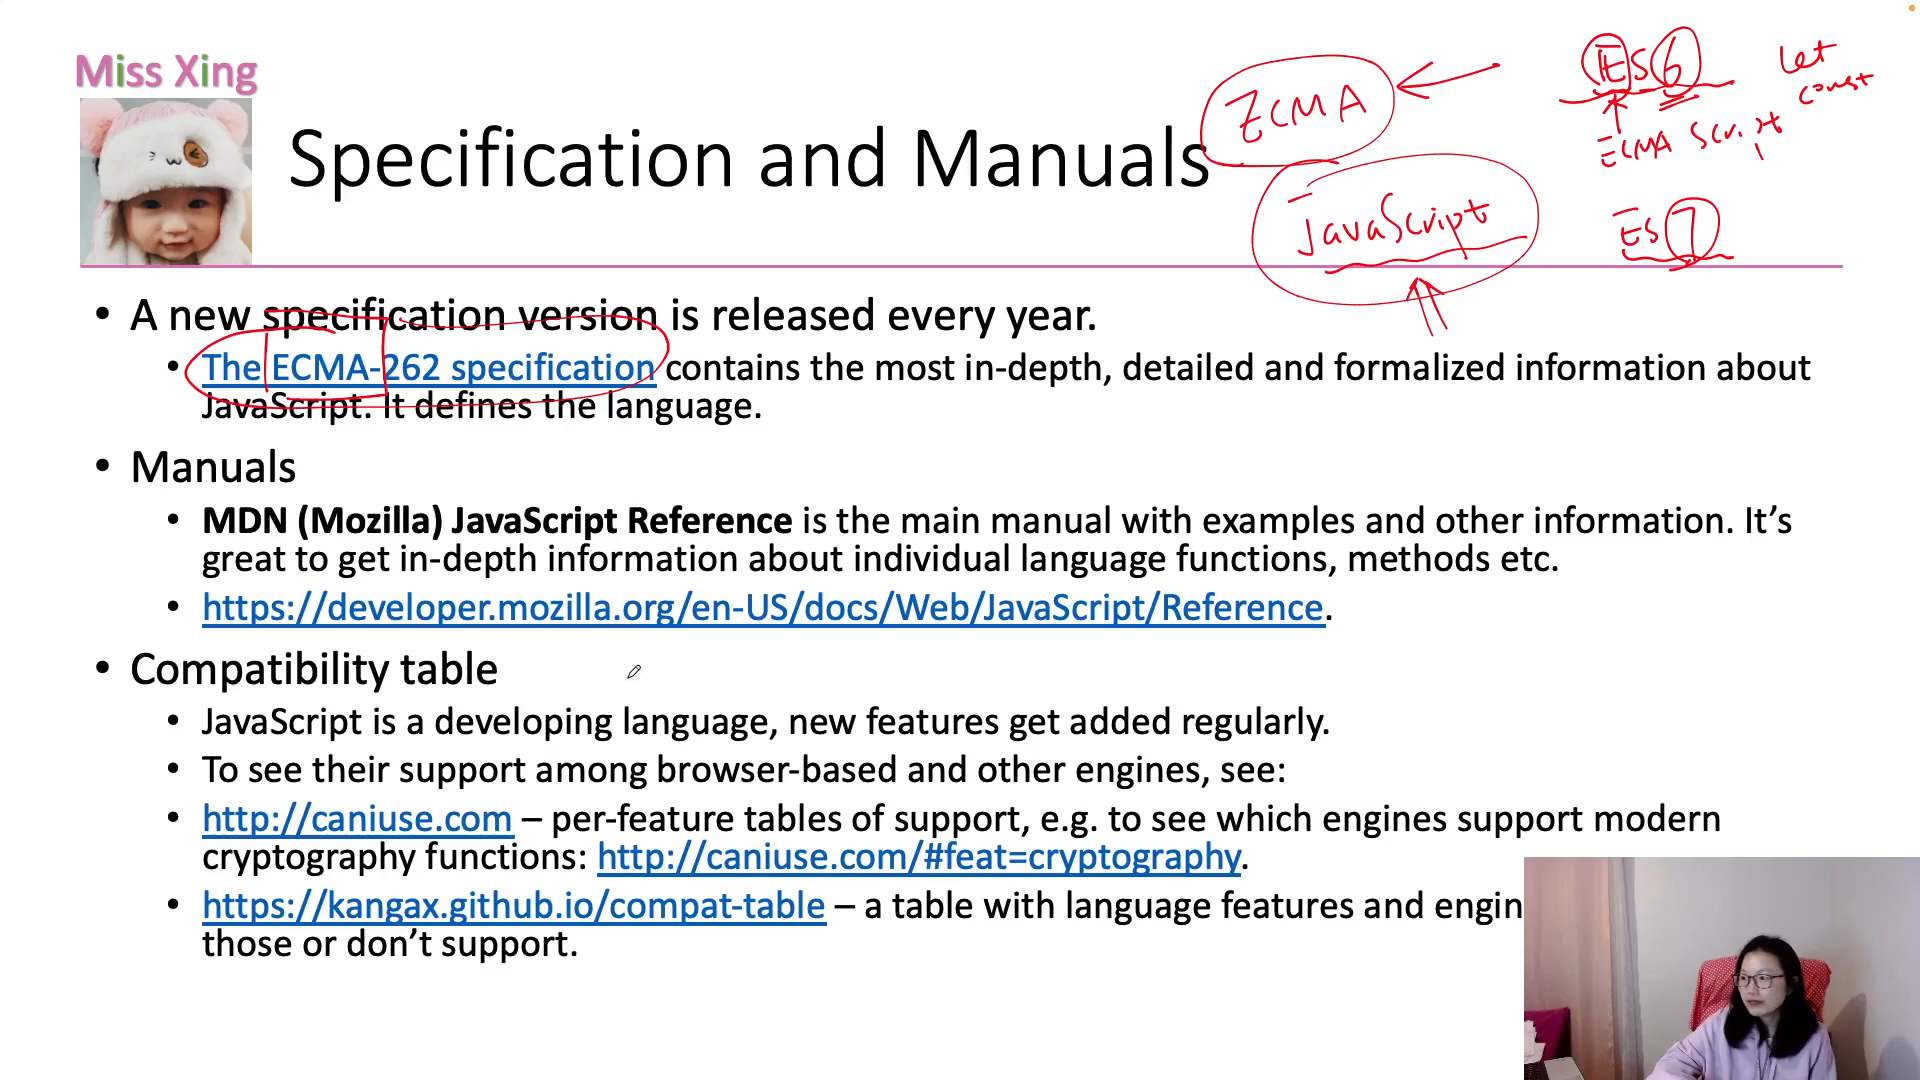 Miss Xing
Specification and Manuals
ECMA
JavaScript
ES6
let
const
ECMA Script
ES7
• A new specification version is released every year.
• The ECMA-262 specification contains the most in-depth, detailed and formalized information about
JavaScript. It defines the language.
• Manuals
• MDN (Mozilla) JavaScript Reference is the main manual with examples and other information. It’s
great to get in-depth information about individual language functions, methods etc.
• https://developer.mozilla.org/en-US/docs/Web/JavaScript/Reference.
• Compatibility table
• JavaScript is a developing language, new features get added regularly.
• To see their support among browser-based and other engines, see:
• http://caniuse.com – per-feature tables of support, e.g. to see which engines support modern
cryptography functions: http://caniuse.com/#feat=cryptography.
• https://kangax.github.io/compat-table – a table with language features and engin
those or don’t support.